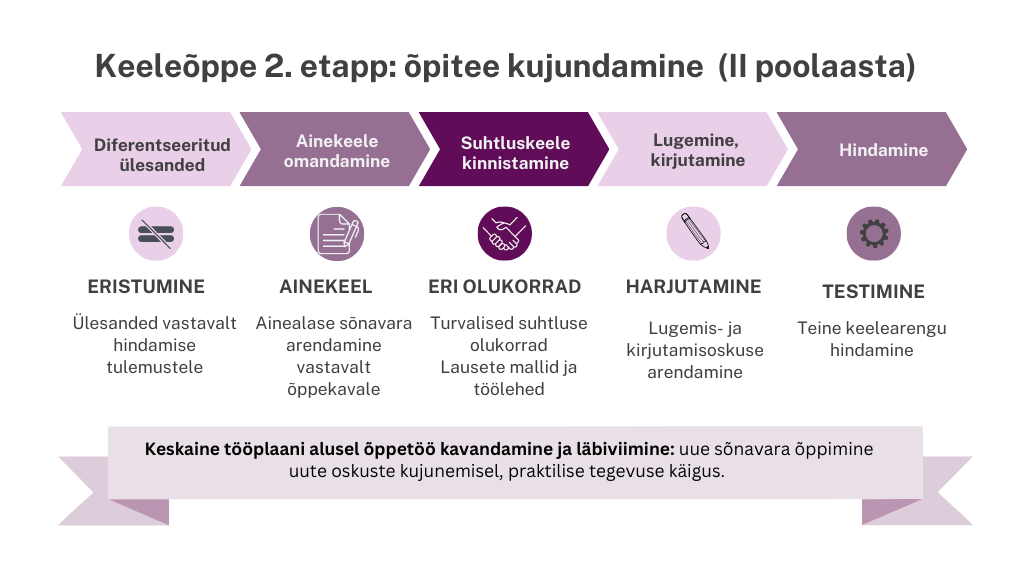 Keeleõppe 2. etapp: õpitee kujundamine (II poolaasta)
Diferentseeritud
ülesanded
Ainekeele
omandamine
Suhtluskeele
kinnistamine
Lugemine,
kirjutamine
Hindamine
ERISTUMINE
Ülesanded vastavalt
hindamise
tulemustele
AINEKEEL
Ainealase sõnavara
arendamine
vastavalt
õppekavale
ERI OLUKORRAD
Turvalised suhtluse
olukorrad
Lausete mallid ja
töölehed
HARJUTAMINE
Lugemis- ja
kirjutamisoskuse
arendamine
TESTIMINE
Teine keelearengu
hindamine
Keskaine tööplaani alusel õppetöö kavandamine ja läbiviimine: uue sõnavara õppimine
uute oskuste kujunemisel, praktilise tegevuse käigus.